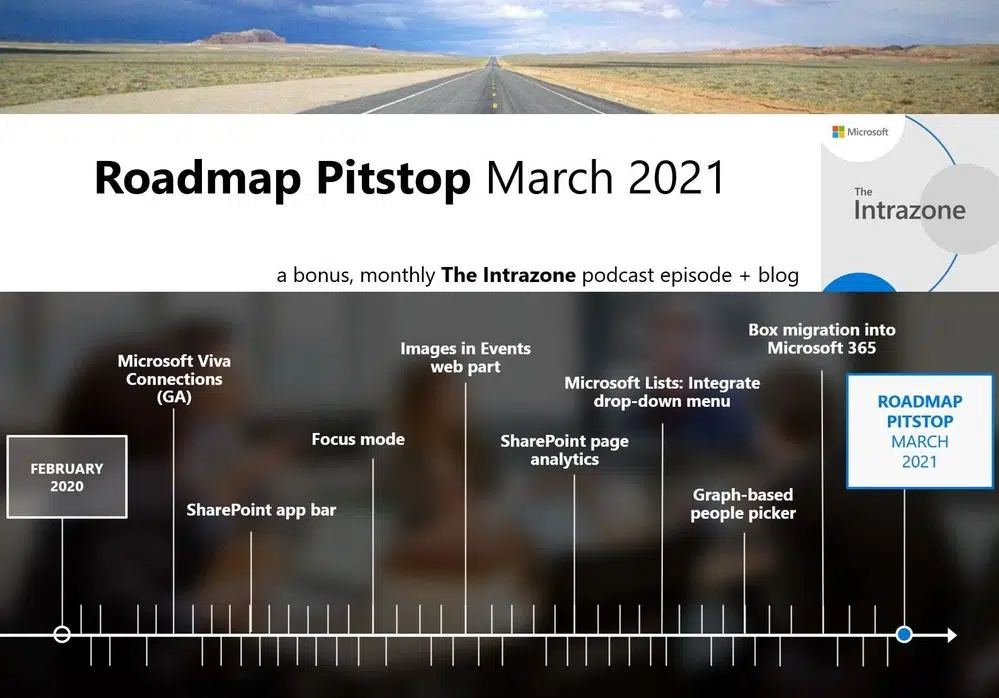 Microsoft
Roadmap Pitstop March 2021
The
Intrazone
a bonus, monthly The Intrazone podcast episode + blog
Box migration into
Microsoft 365
Images in Events
web part
Microsoft Viva
Connections
(GA)
Microsoft Lists: Integrate
drop-down menu
ROADMAP
PITSTOP
MARCH
2021
Focus mode
SharePoint page
analytics
FEBRUARY
2020
Graph-based
people picker
SharePoint app bar